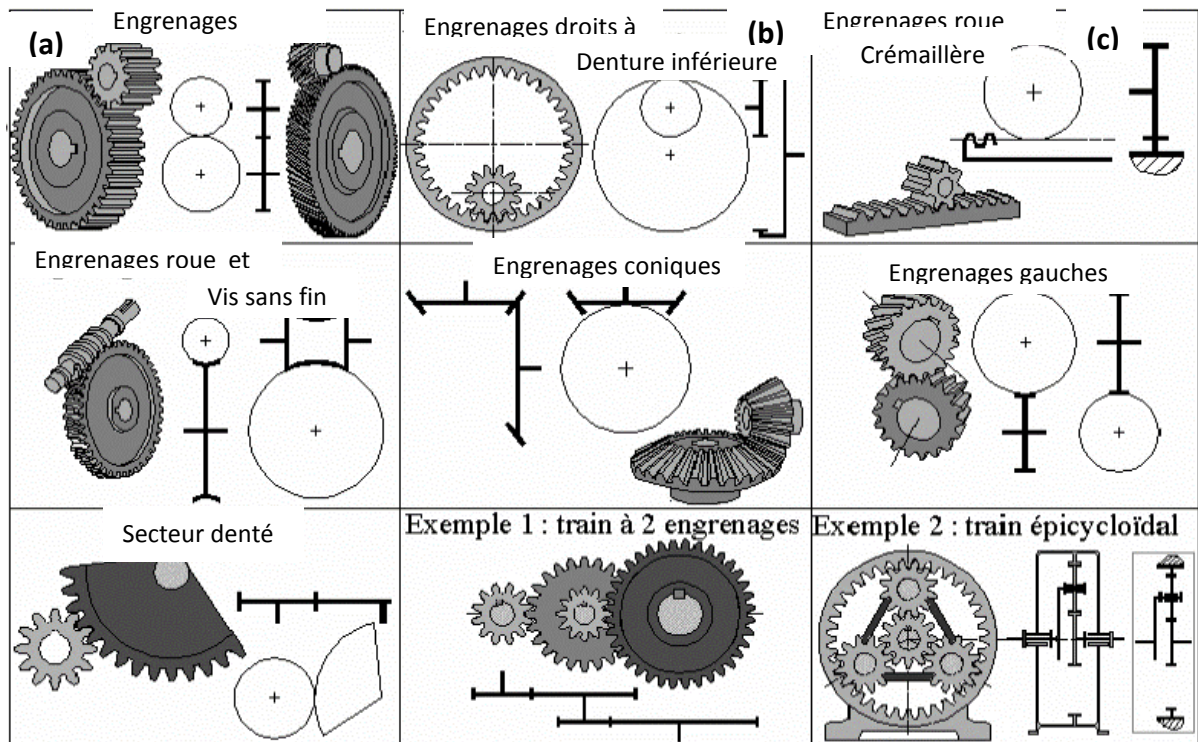 Engrenages
(a)
Engrenages droits à
(b)
Denture inférieure
Engrenages roue
(c)
Crémaillère
Engrenages roue et
Vis sans fin
Engrenages coniques
Engrenages gauches
Secteur denté
Exemple 1 : train à 2 engrenages
Exemple 2 : train épicycloïdal